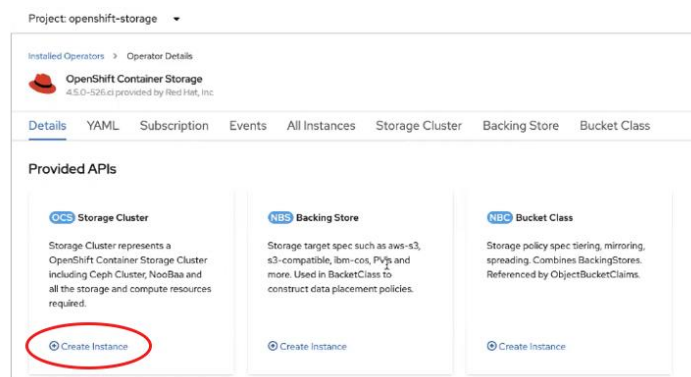 Project: openshift-storage
Installed Operators > Operator Details
OpenShift Container Storage
4.5.0-526.ci provided by Red Hat, Inc
Details YAML Subscription Events All Instances Storage Cluster Backing Store Bucket Class
Provided APIs
OCS Storage Cluster
Storage Cluster represents a
OpenShift Container Storage Cluster
including Ceph Cluster, NooBaa and
all the storage and compute resources
required.
Create Instance
NBS Backing Store
Storage target spec such as aws-s3,
s3-compatible, ibm-cos, PVs and
more. Used in BacketClass to
construct data placement policies.
Create Instance
NBC Bucket Class
Storage policy spec tiering, mirroring,
spreading. Combines BackingStores.
Referenced by ObjectBucketClaims.
Create Instance